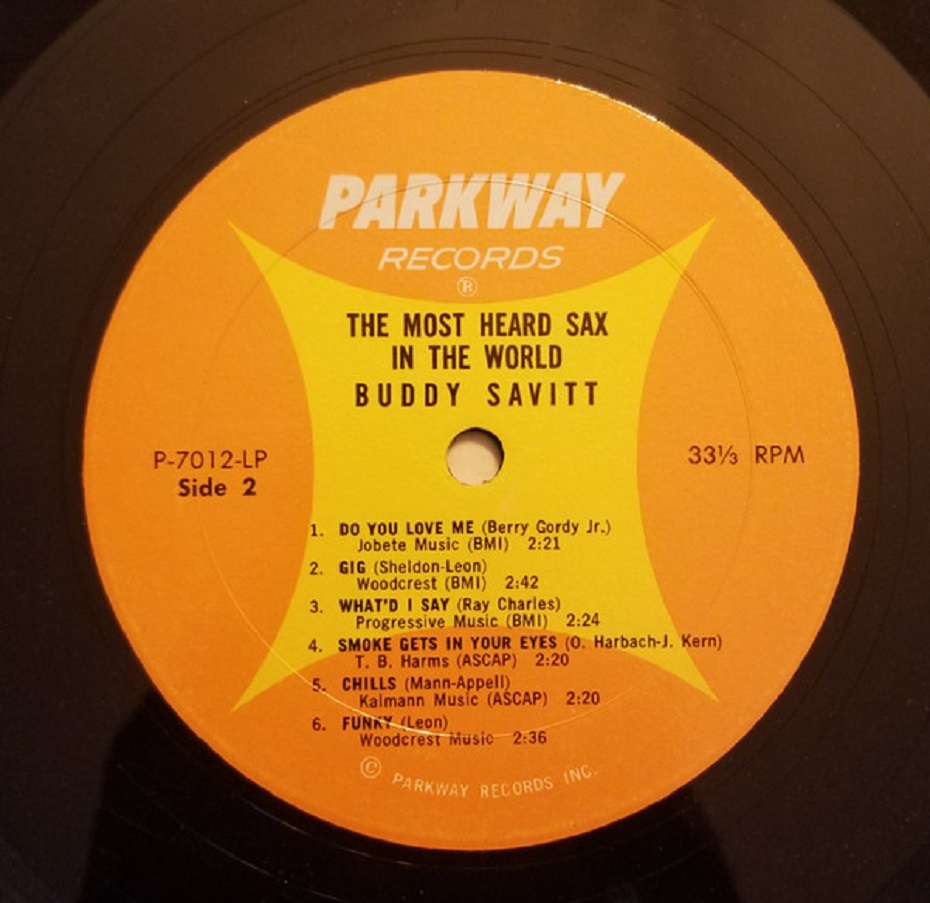 PARKWAY
RECORDS
®
THE MOST HEARD SAX
IN THE WORLD
BUDDY SAVITT
P-7012-LP
Side 2
33⅓ RPM
1. DO YOU LOVE ME (Berry Gordy Jr.)
Jobete Music (BMI) 2:21
2. GIG (Sheldon-Leon)
Woodcrest (BMI) 2:42
3. WHAT'D I SAY (Ray Charles)
Progressive Music (BMI) 2:24
4. SMOKE GETS IN YOUR EYES (O. Harbach-J. Kern)
T. B. Harms (ASCAP) 2:20
5. CHILLS (Mann-Appell)
Kalmann Music (ASCAP) 2:20
6. FUNKY (Leon)
Woodcrest Music 2:36
© PARKWAY RECORDS INC.